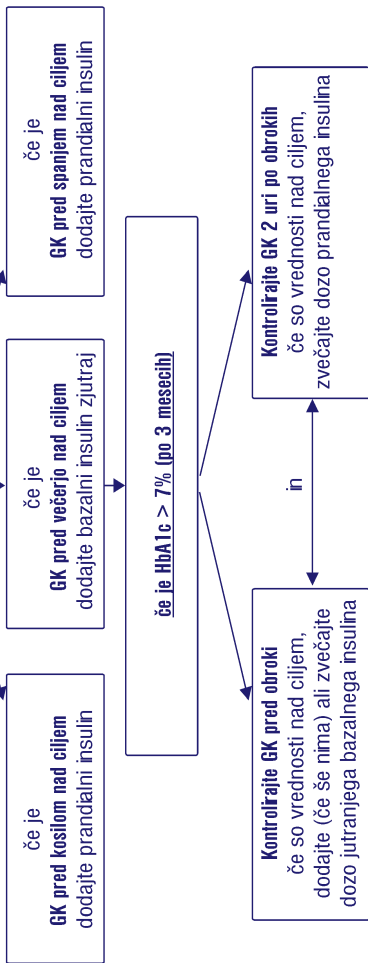 če je
GK pred kosilom nad ciljem
dodajte prandialni insulin
če je
GK pred večerjo nad ciljem
dodajte bazalni insulin zjutraj
če je
GK pred spanjem nad ciljem
dodajte prandialni insulin
če je HbA1c > 7% (po 3 mesecih)
Kontrolirajte GK pred obroki
če so vrednosti nad ciljem,
dodajte (če še nima) ali zvečajte
dozo jutranjega bazalnega insulina
in
Kontrolirajte GK 2 uri po obrokih
če so vrednosti nad ciljem,
zvečajte dozo prandialnega insulina